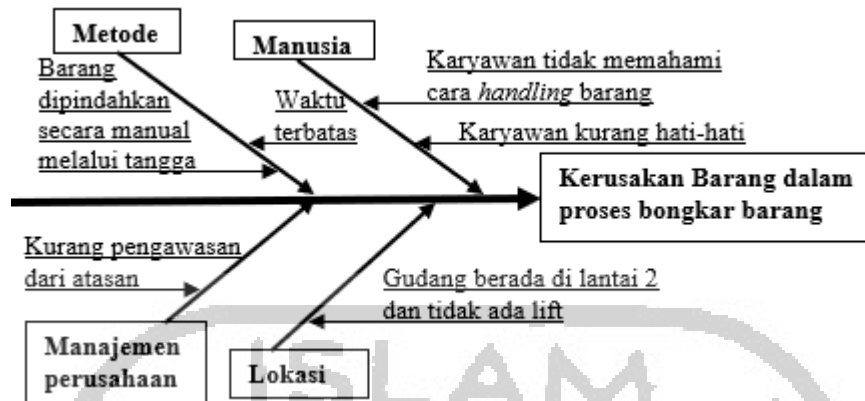 Metode
Barang
dipindahkan
secara manual
melalui tangga
Waktu
terbatas
Manusia
Karyawan tidak memahami
cara handling barang
Karyawan kurang hati-hati
Kerusakan Barang dalam
proses bongkar barang
Kurang pengawasan
dari atasan
Manajemen
perusahaan
Gudang berada di lantai 2
dan tidak ada lift
Lokasi
ISLAM